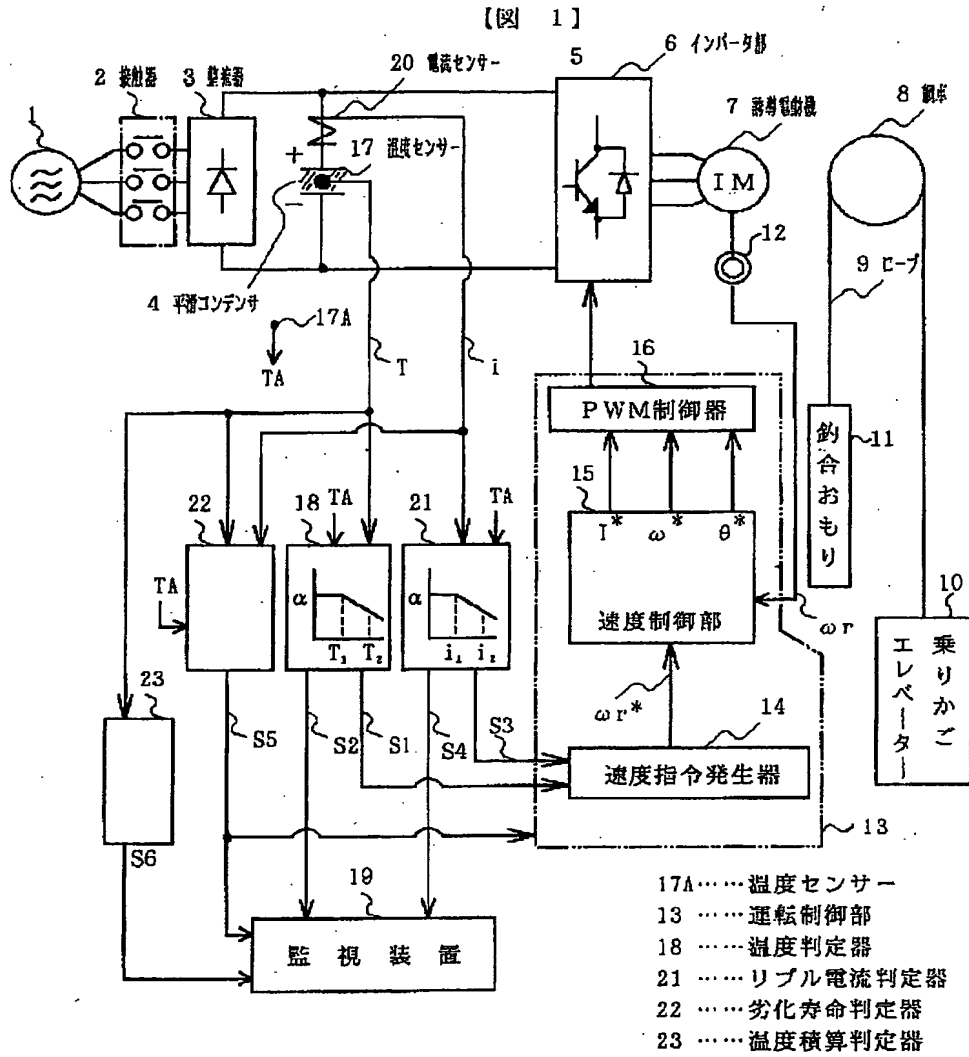 【図 1】
5
6 インバータ部
20 電流センサー
2 接触器
3 整流器
7 誘導電動機
8 綱車
1
17 温度センサー
+
−
IM
12
9 ロープ
4 平滑コンデンサ
17A
TA
T
i
16
PWM制御器
11
釣合おもり
15
I* ω* θ*
速度制御部
22
18
TA
21
TA
TA
α
T₁ T₂
α
i₁ i₂
ωr
10
乗りかご
エレベーター
23
S5
S2
S1
S4
S3
ωr*
14
速度指令発生器
13
S6
19
監視装置
17A……温度センサー
13……運転制御部
18……温度判定器
21……リプル電流判定器
22……劣化寿命判定器
23……温度積算判定器